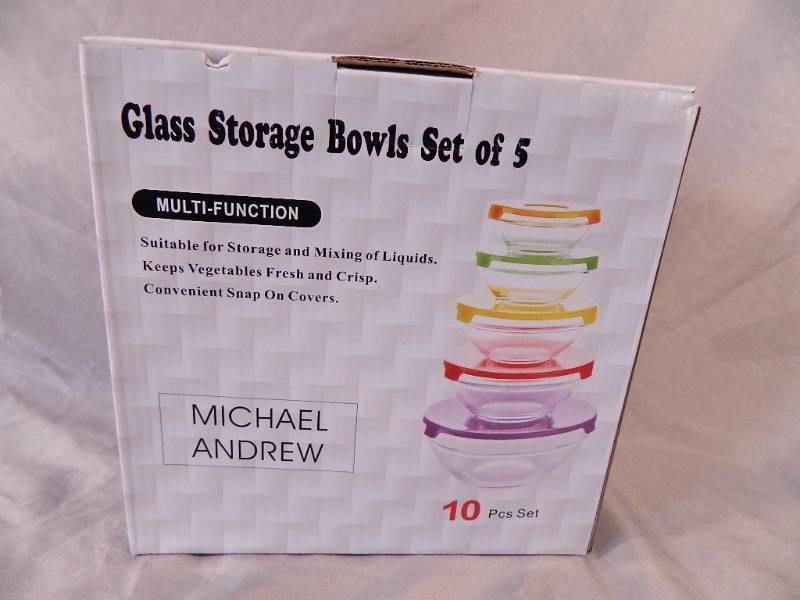 Glass Storage Bowls Set of 5
MULTI-FUNCTION
Suitable for Storage and Mixing of Liquids.
Keeps Vegetables Fresh and Crisp.
Convenient Snap On Covers.
MICHAEL
ANDREW
10 Pcs Set